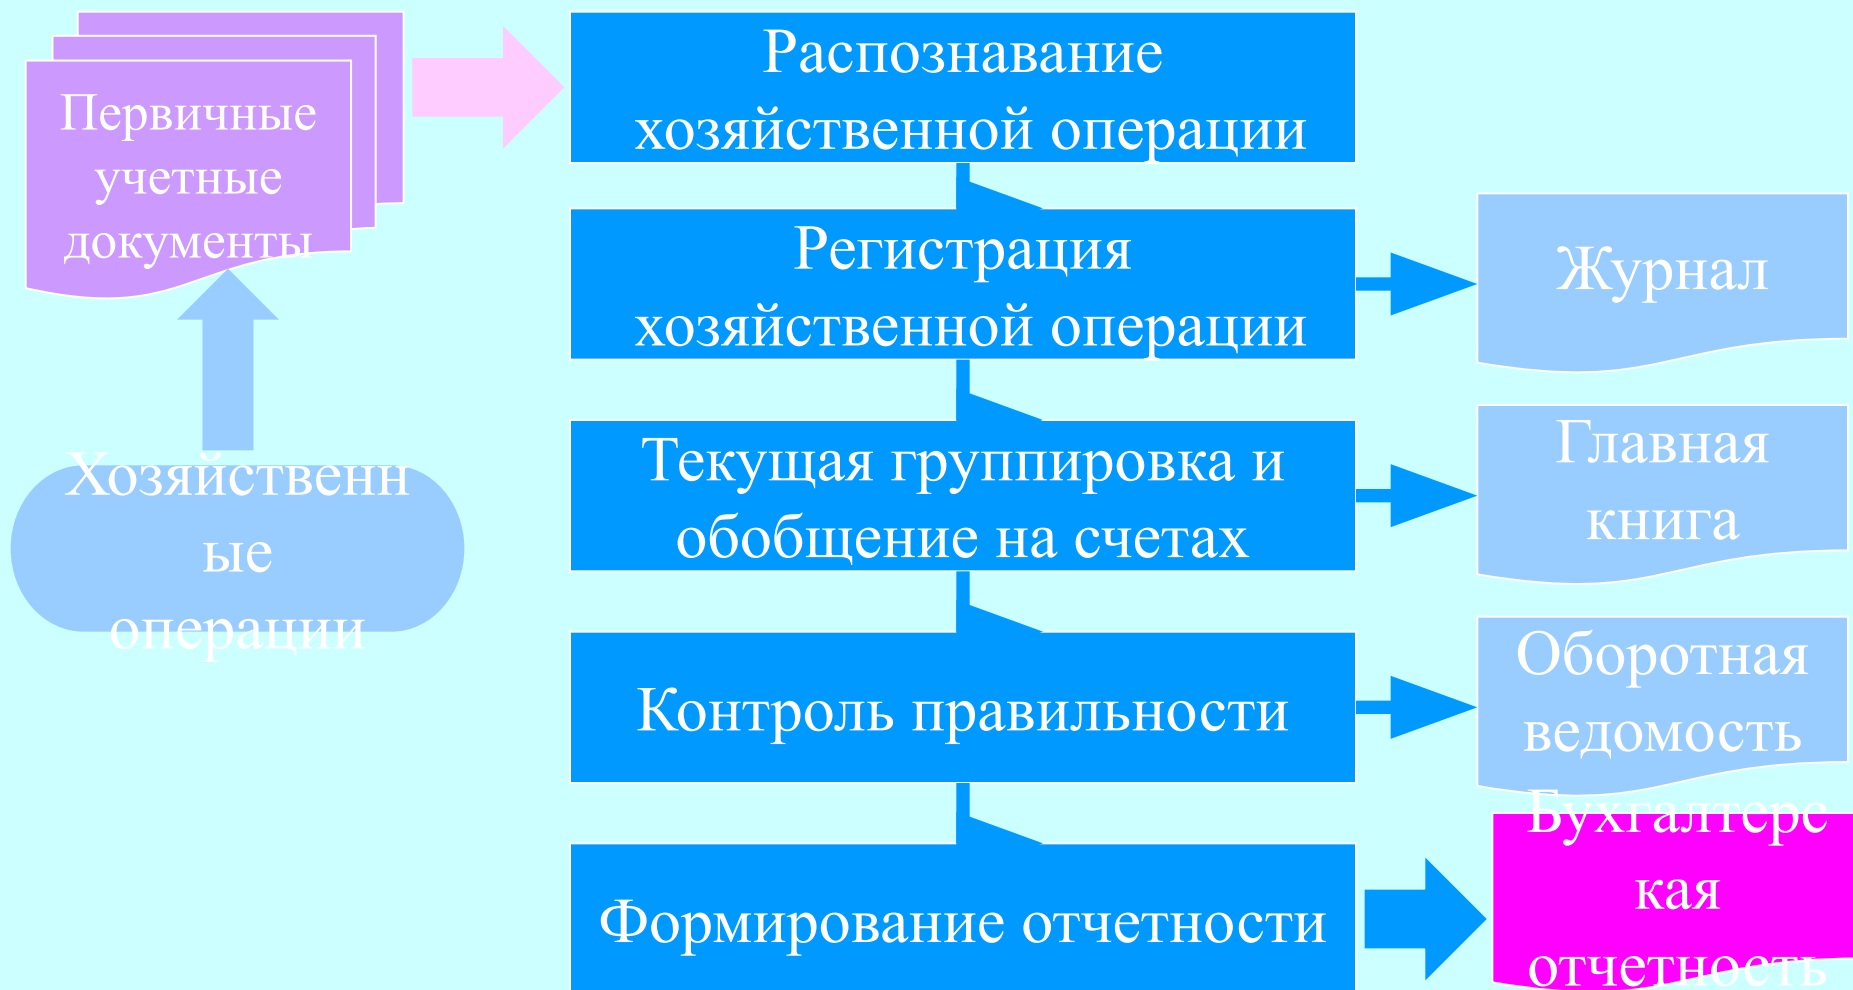 Первичные
учетные
документы
Хозяйственн
ые
операции
Распознавание
хозяйственной операции
Регистрация
хозяйственной операции
Журнал
Текущая группировка и
обобщение на счетах
Главная
книга
Контроль правильности
Оборотная
ведомость
Формирование отчетности
Бухгалтерс
кая
отчетность